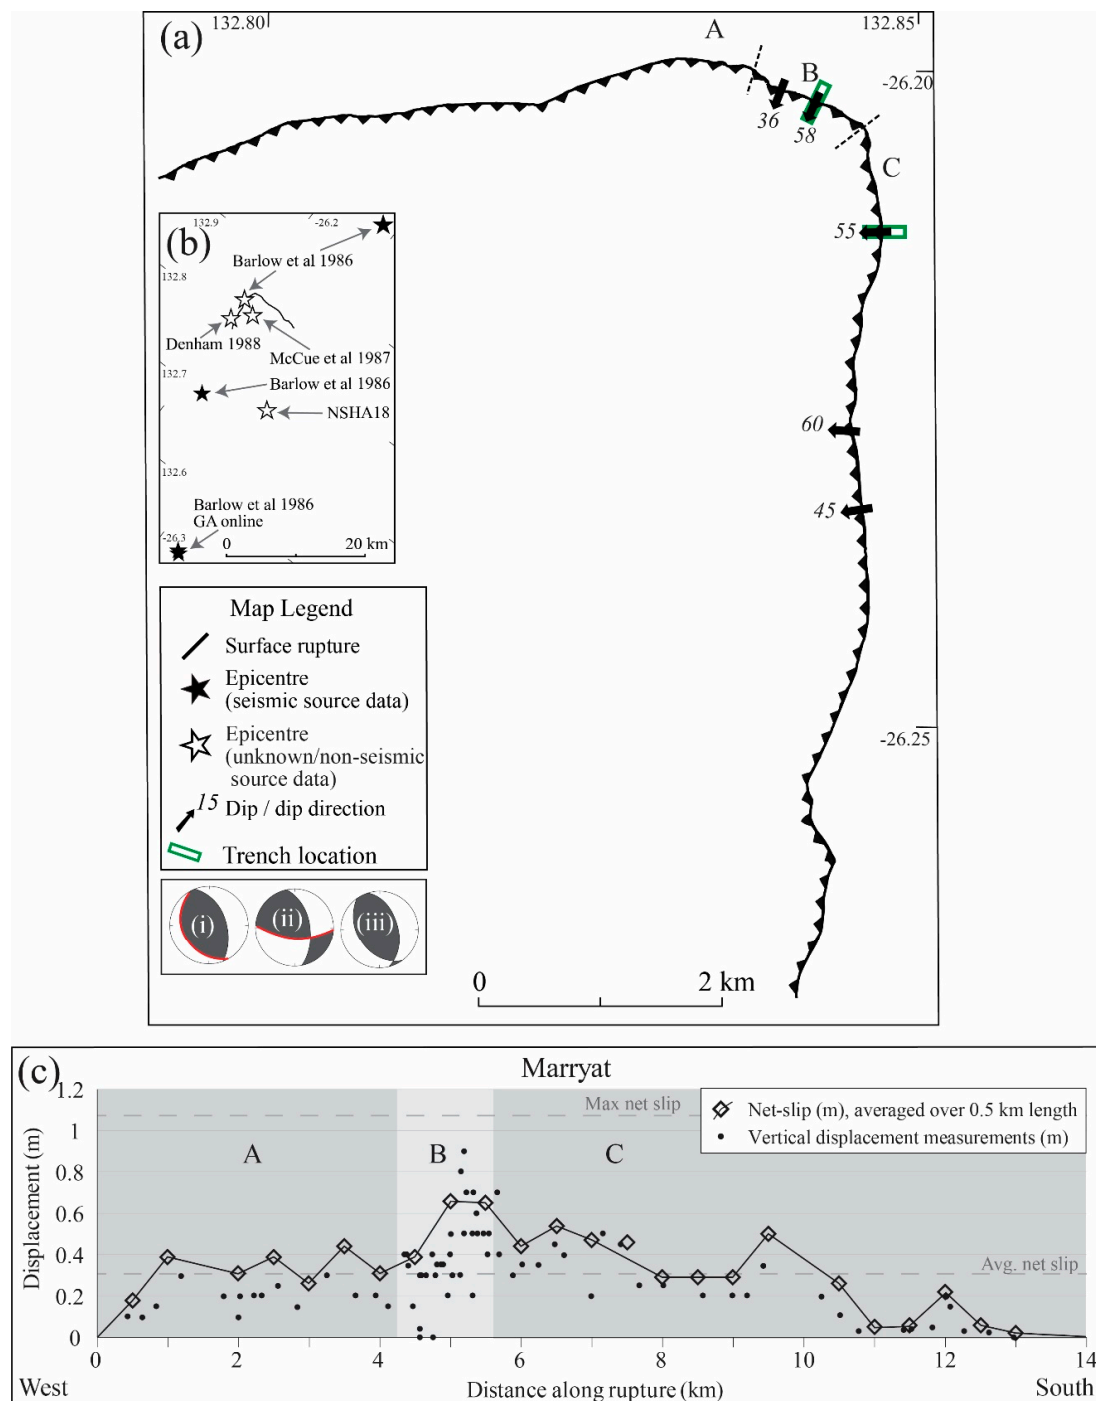 (a)
132.80
132.85
A
B
-26.20
36
58
C
55
60
45
-26.25
(b)
132.9
-26.2
Barlow et al 1986
132.8
Denham 1988
McCue et al 1987
132.7
Barlow et al 1986
NSHA18
132.6
Barlow et al 1986
GA online
-26.3
0
20 km
Map Legend
Surface rupture
Epicentre
(seismic source data)
Epicentre
(unknown/non-seismic
source data)
15
Dip / dip direction
Trench location
(i)
(ii)
(iii)
0
2 km
(c)
Marryat
1.2
1
0.8
0.6
0.4
0.2
0
Displacement (m)
Max net slip
Net-slip (m), averaged over 0.5 km length
Vertical displacement measurements (m)
A
B
C
Avg. net slip
0
2
4
6
8
10
12
14
West
Distance along rupture (km)
South